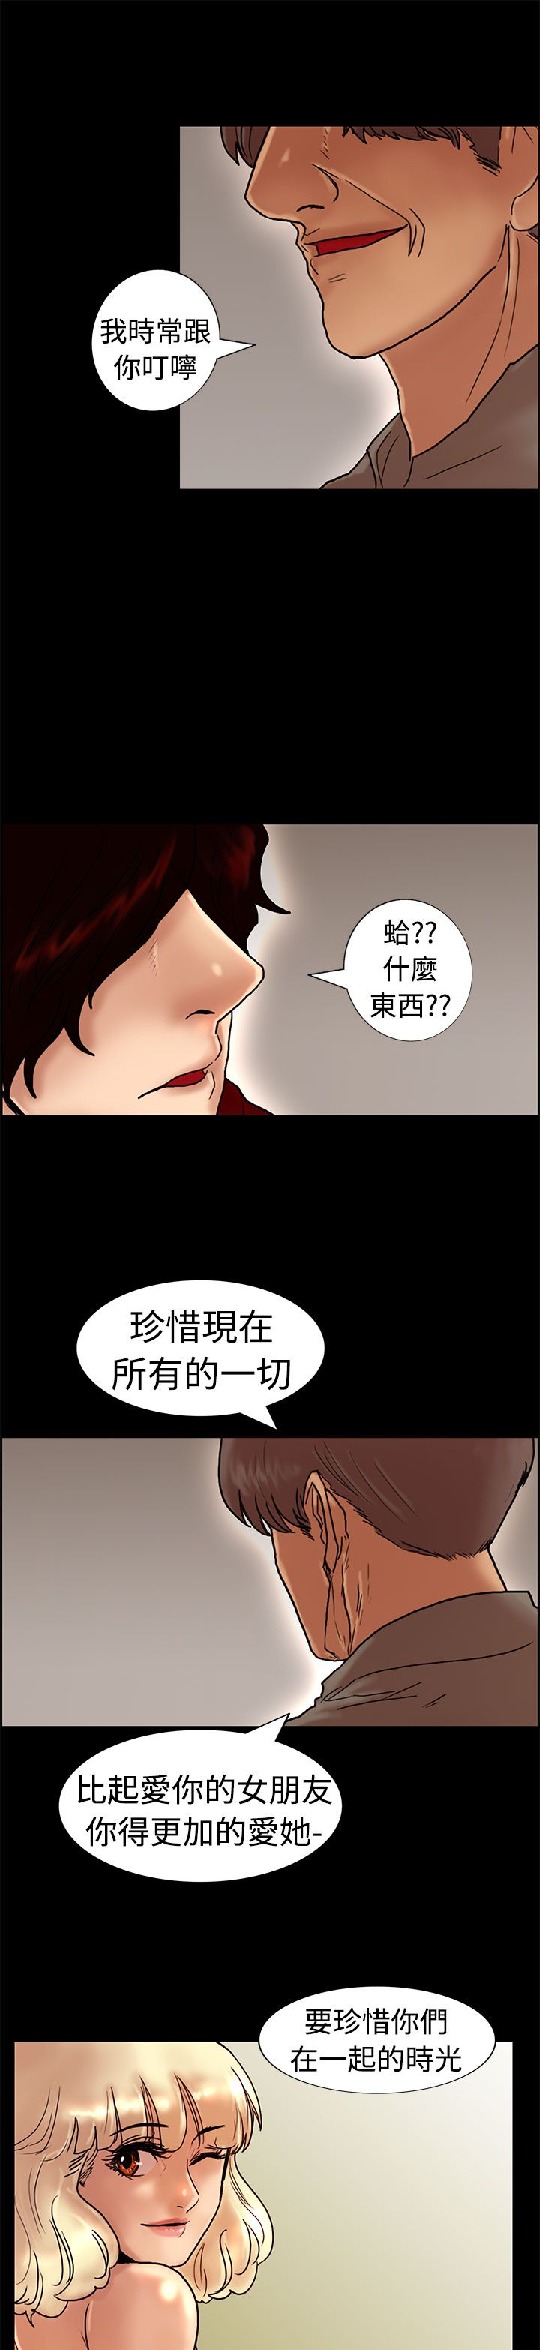 我時常跟
你叮嚀
蛤??
什麼
東西??
珍惜現在
所有的一切
比起愛你的女朋友
你得更加的愛她-
要珍惜你們
在一起的時光